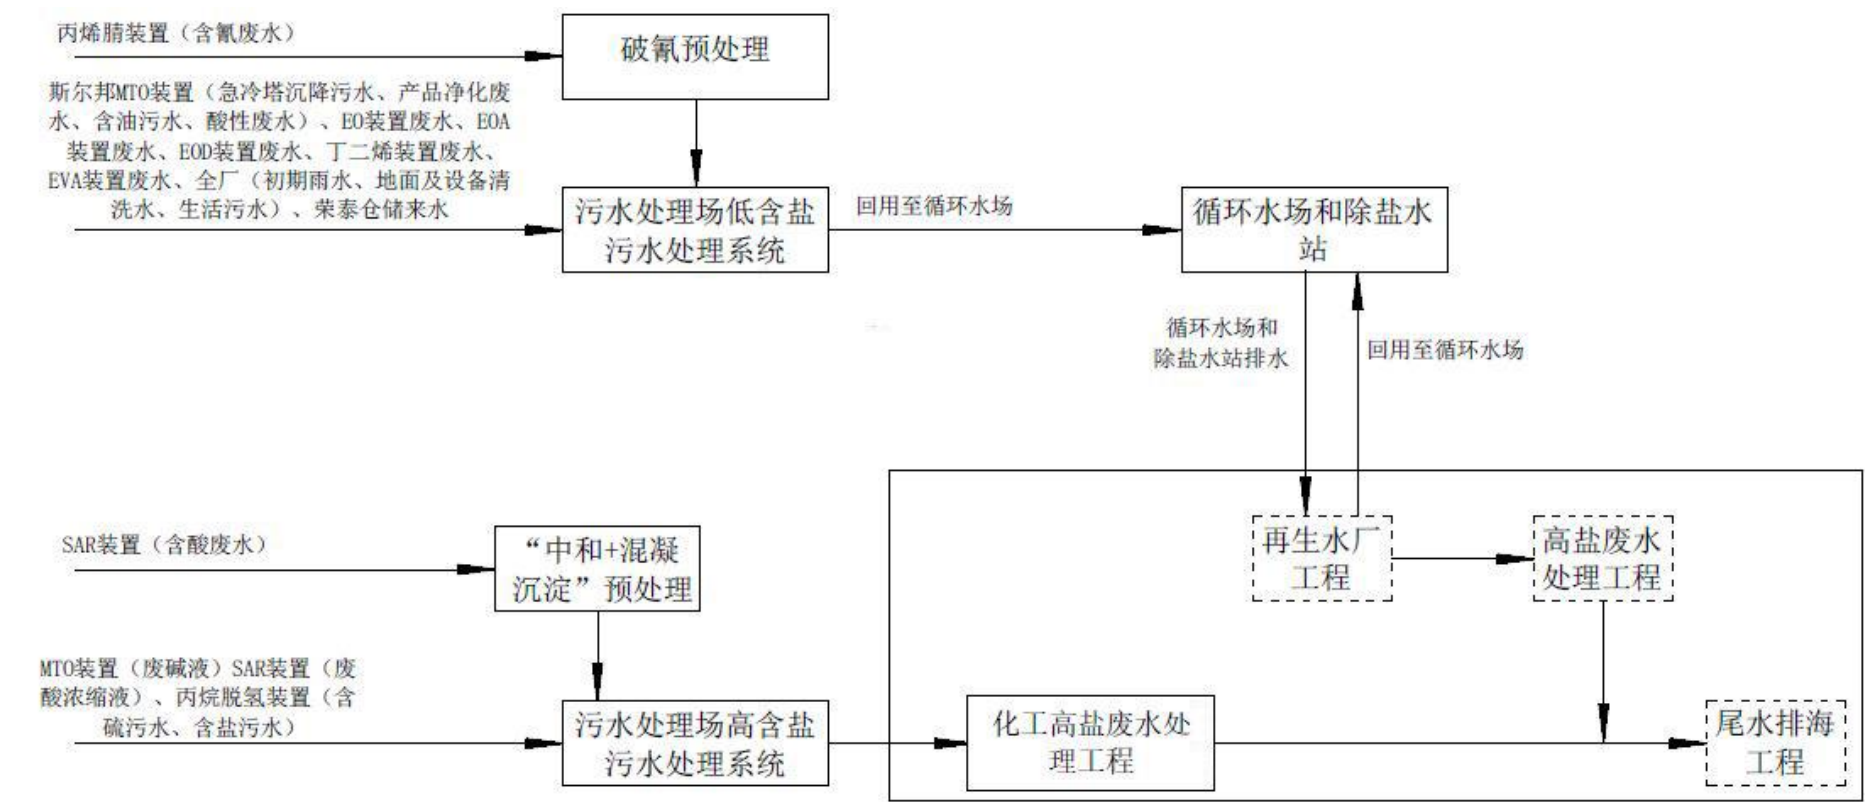 丙烯腈装置（含氰废水）
破氰预处理
斯尔邦MTO装置（急冷塔沉降污水、产品净化废
水、含油污水、酸性废水）、EO装置废水、EOA
装置废水、EOD装置废水、丁二烯装置废水、
EVA装置废水、全厂（初期雨水、地面及设备清
洗水、生活污水）、荣泰仓储来水
污水处理场低含盐
污水处理系统
回用至循环水场
循环水场和除盐水
站
循环水场和
除盐水站排水
回用至循环水场
SAR装置（含酸废水）
“中和+混凝
沉淀”预处理
再生水厂
工程
高盐废水
处理工程
MTO装置（废碱液）SAR装置（废
酸浓缩液）、丙烷脱氢装置（含
硫污水、含盐污水）
污水处理场高含盐
污水处理系统
化工高盐废水处
理工程
尾水排海
工程